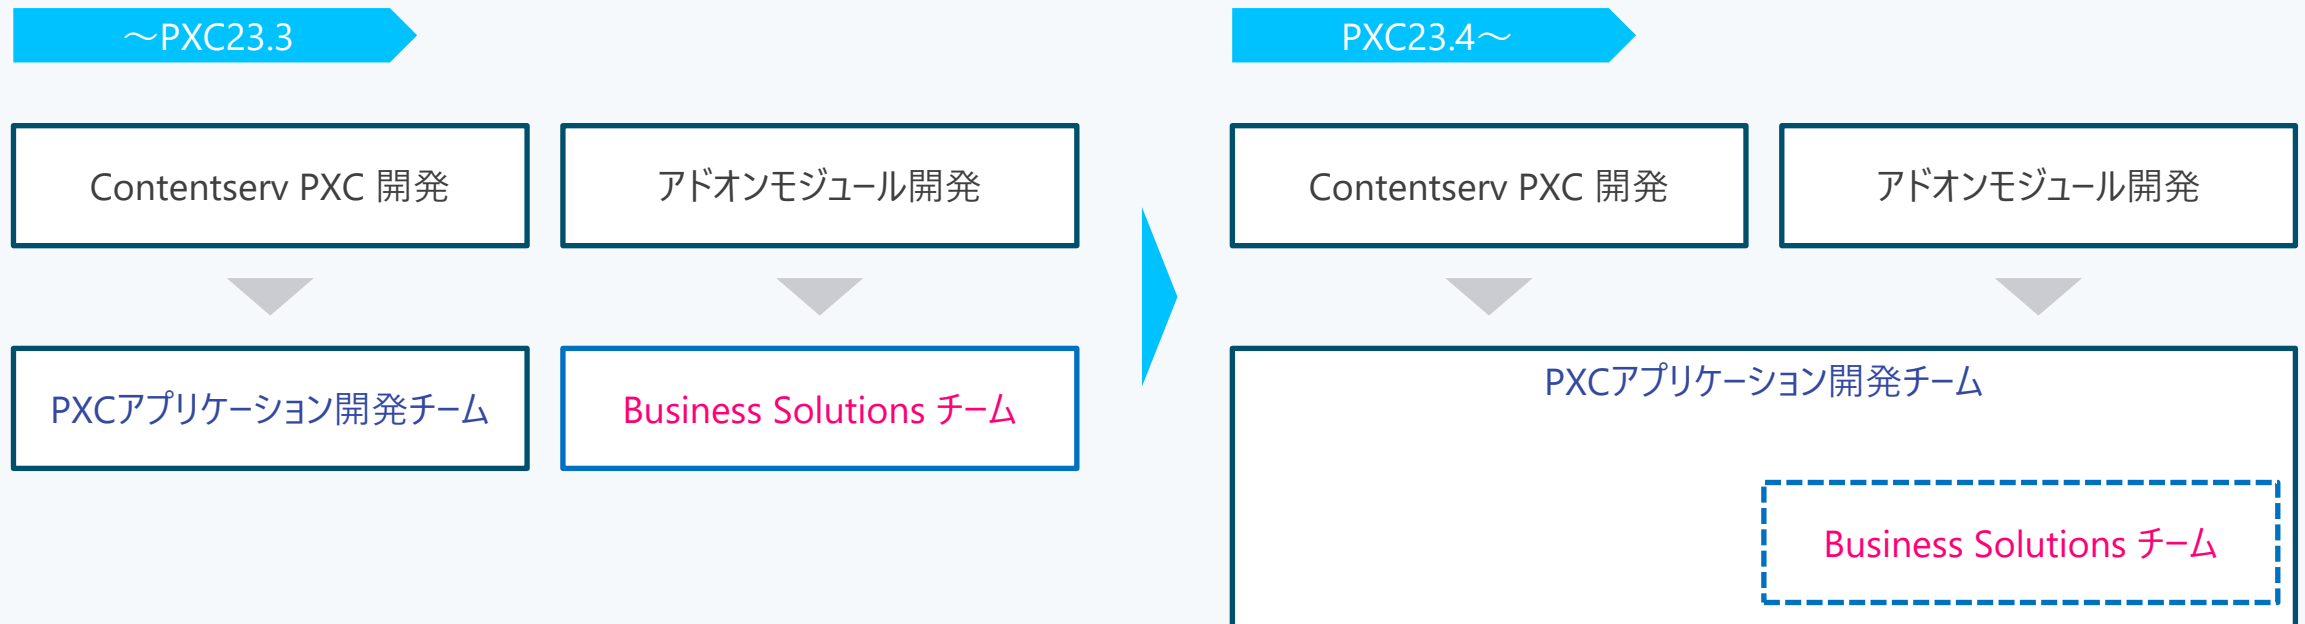 ～PXC23.3
PXC23.4～
Contentserv PXC 開発
アドオンモジュール開発
Contentserv PXC 開発
アドオンモジュール開発
PXCアプリケーション開発チーム
Business Solutions チーム
PXCアプリケーション開発チーム
Business Solutions チーム